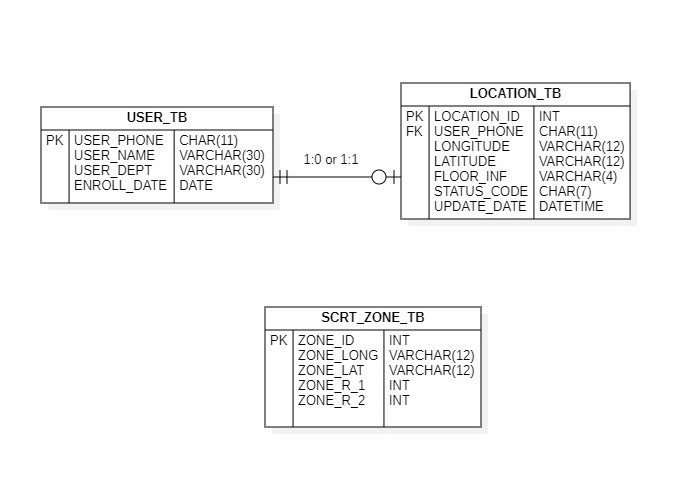 USER_TB
PK USER_PHONE CHAR(11)
USER_NAME VARCHAR(30)
USER_DEPT VARCHAR(30)
ENROLL_DATE DATE
1:0 or 1:1
LOCATION_TB
PK LOCATION_ID INT
FK USER_PHONE CHAR(11)
LONGITUDE VARCHAR(12)
LATITUDE VARCHAR(12)
FLOOR_INF VARCHAR(4)
STATUS_CODE CHAR(7)
UPDATE_DATE DATETIME
SCRT_ZONE_TB
PK ZONE_ID INT
ZONE_LONG VARCHAR(12)
ZONE_LAT VARCHAR(12)
ZONE_R_1 INT
ZONE_R_2 INT